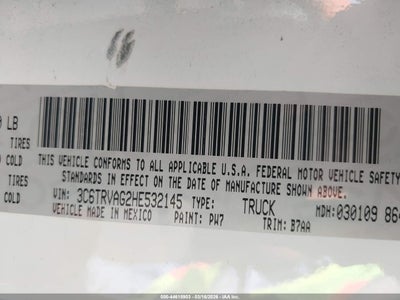 LB
TIRES
COLD
TIRES
COLD
THIS VEHICLE CONFORMS TO ALL APPLICABLE U.S.A. FEDERAL MOTOR VEHICLE SAFETY
STANDARDS IN EFFECT ON THE DATE OF MANUFACTURE SHOWN ABOVE.
VIN: 3C6TRVAG2HE532145 TYPE: TRUCK MDH: 030109 864
VEHICLE MADE IN MEXICO PAINT: PW7 TRIM: B7AA